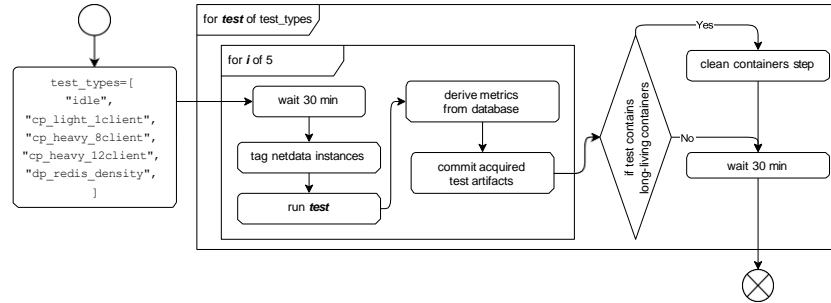 for test of test_types
for i of 5
test_types=[
"idle",
"cp_light_1client",
"cp_heavy_8client",
"cp_heavy_12client",
"dp_redis_density",
]
wait 30 min
tag netdata instances
run test
derive metrics
from database
commit acquired
test artifacts
if test contains
long-living containers
Yes
clean containers step
No
wait 30 min